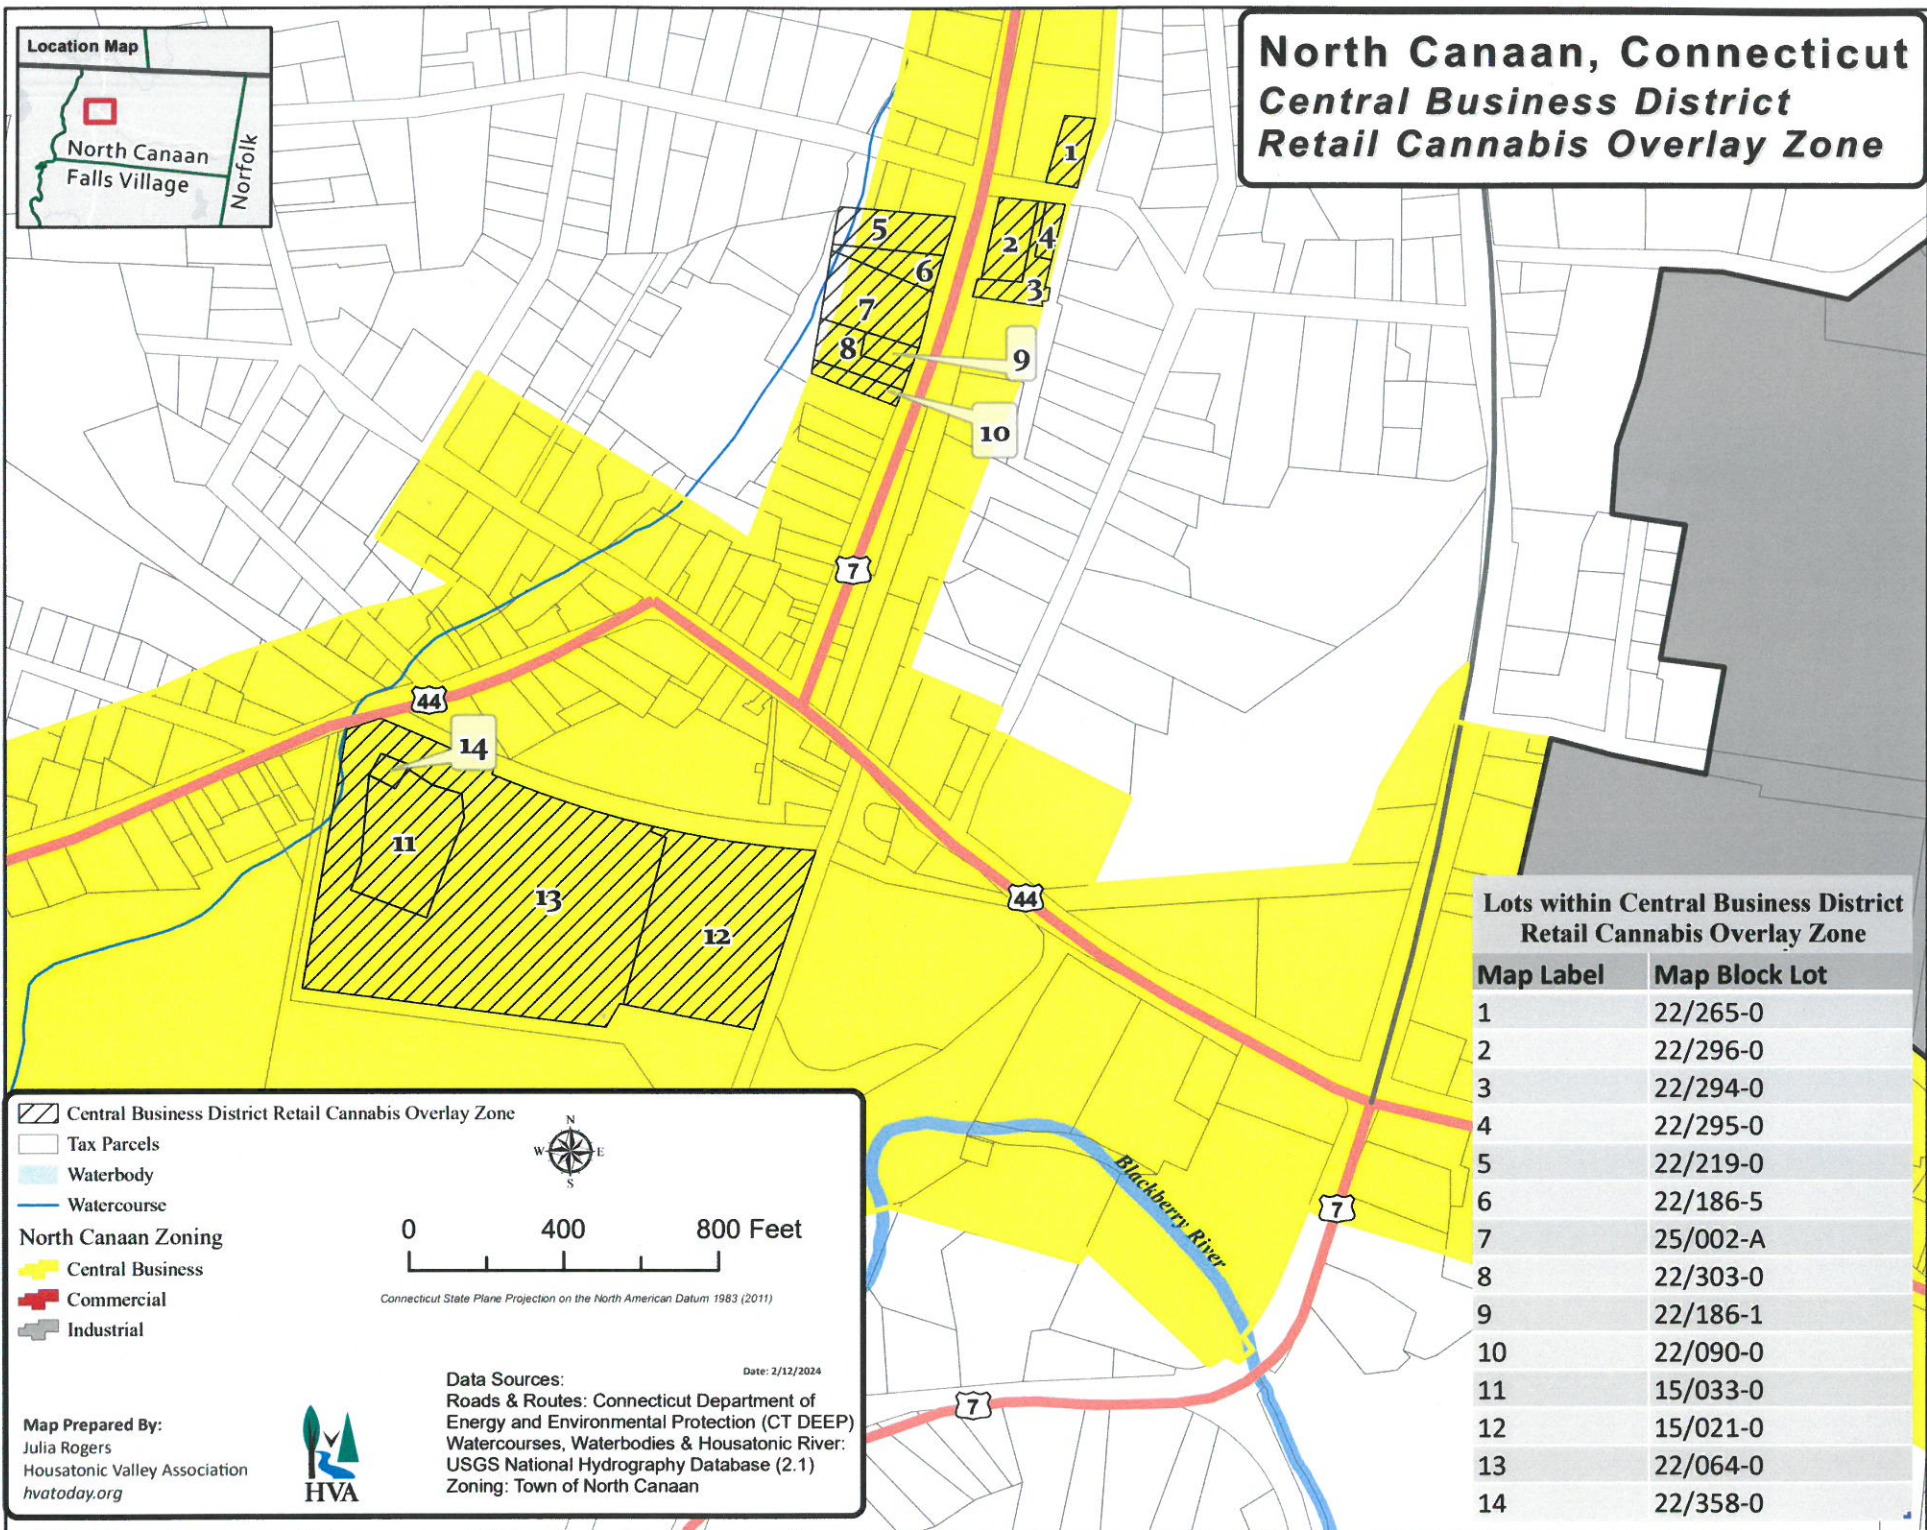 Location Map
North Canaan
Falls Village
Norfolk
North Canaan, Connecticut
Central Business District
Retail Cannabis Overlay Zone
1
2
4
3
5
6
7
8
9
10
7
44
14
11
13
12
44
7
7
Blackberry River
Lots within Central Business District
Retail Cannabis Overlay Zone
Map Label Map Block Lot
1 22/265-0
2 22/296-0
3 22/294-0
4 22/295-0
5 22/219-0
6 22/186-5
7 25/002-A
8 22/303-0
9 22/186-1
10 22/090-0
11 15/033-0
12 15/021-0
13 22/064-0
14 22/358-0
Central Business District Retail Cannabis Overlay Zone
Tax Parcels
Waterbody
Watercourse
North Canaan Zoning
Central Business
Commercial
Industrial
N
W E
S
0 400 800 Feet
Connecticut State Plane Projection on the North American Datum 1983 (2011)
Date: 2/12/2024
Data Sources:
Roads & Routes: Connecticut Department of
Energy and Environmental Protection (CT DEEP)
Watercourses, Waterbodies & Housatonic River:
USGS National Hydrography Database (2.1)
Zoning: Town of North Canaan
Map Prepared By:
Julia Rogers
Housatonic Valley Association
hvatoday.org
HVA